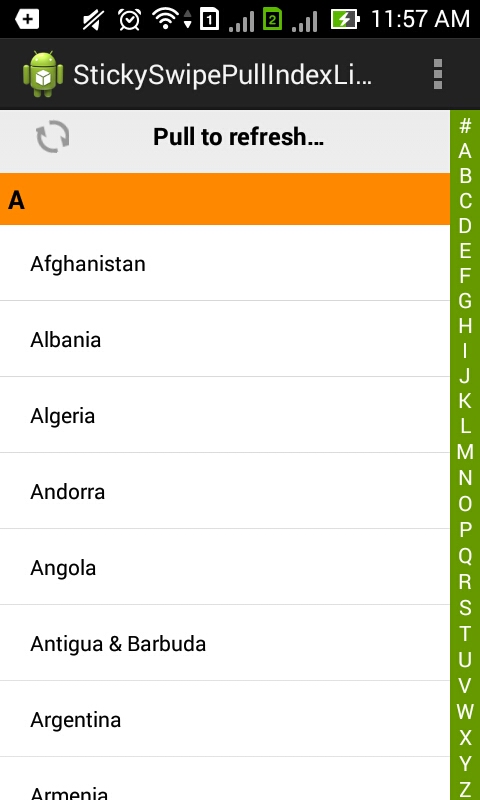 1
2
11:57 AM
StickySwipePullIndexLi...
Pull to refresh...
A
Afghanistan
Albania
Algeria
Andorra
Angola
Antigua & Barbuda
Argentina
Armenia
#
A
B
C
D
E
F
G
H
I
J
K
L
M
N
O
P
Q
R
S
T
U
V
W
X
Y
Z